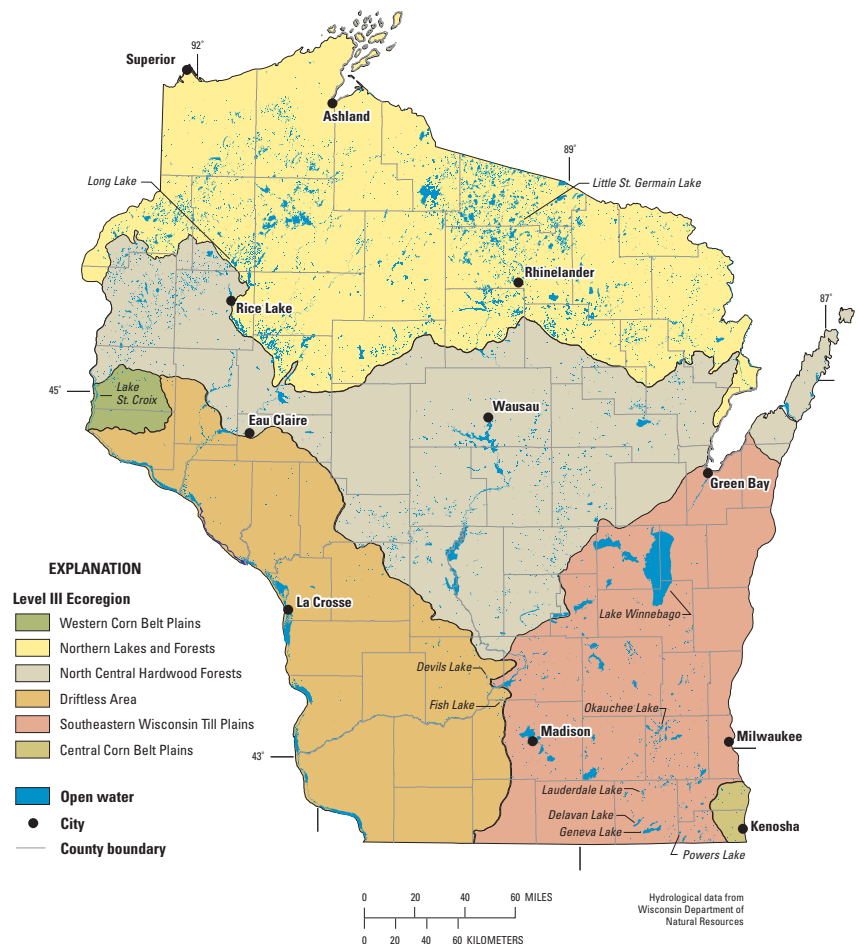 Superior
92°
Ashland
89°
Long Lake
Little St. Germain Lake
Rhinelander
Rice Lake
87°
45°
Lake
St. Croix
Wausau
Eau Claire
Green Bay
EXPLANATION
Level III Ecoregion
Western Corn Belt Plains
Northern Lakes and Forests
North Central Hardwood Forests
Driftless Area
Southeastern Wisconsin Till Plains
Central Corn Belt Plains
Open water
City
County boundary
La Crosse
Lake Winnebago
Devils Lake
Fish Lake
Okauchee Lake
Madison
Milwaukee
43°
Lauderdale Lake
Delavan Lake
Geneva Lake
Kenosha
Powers Lake
0 20 40 60 MILES
0 20 40 60 KILOMETERS
Hydrological data from
Wisconsin Department of
Natural Resources